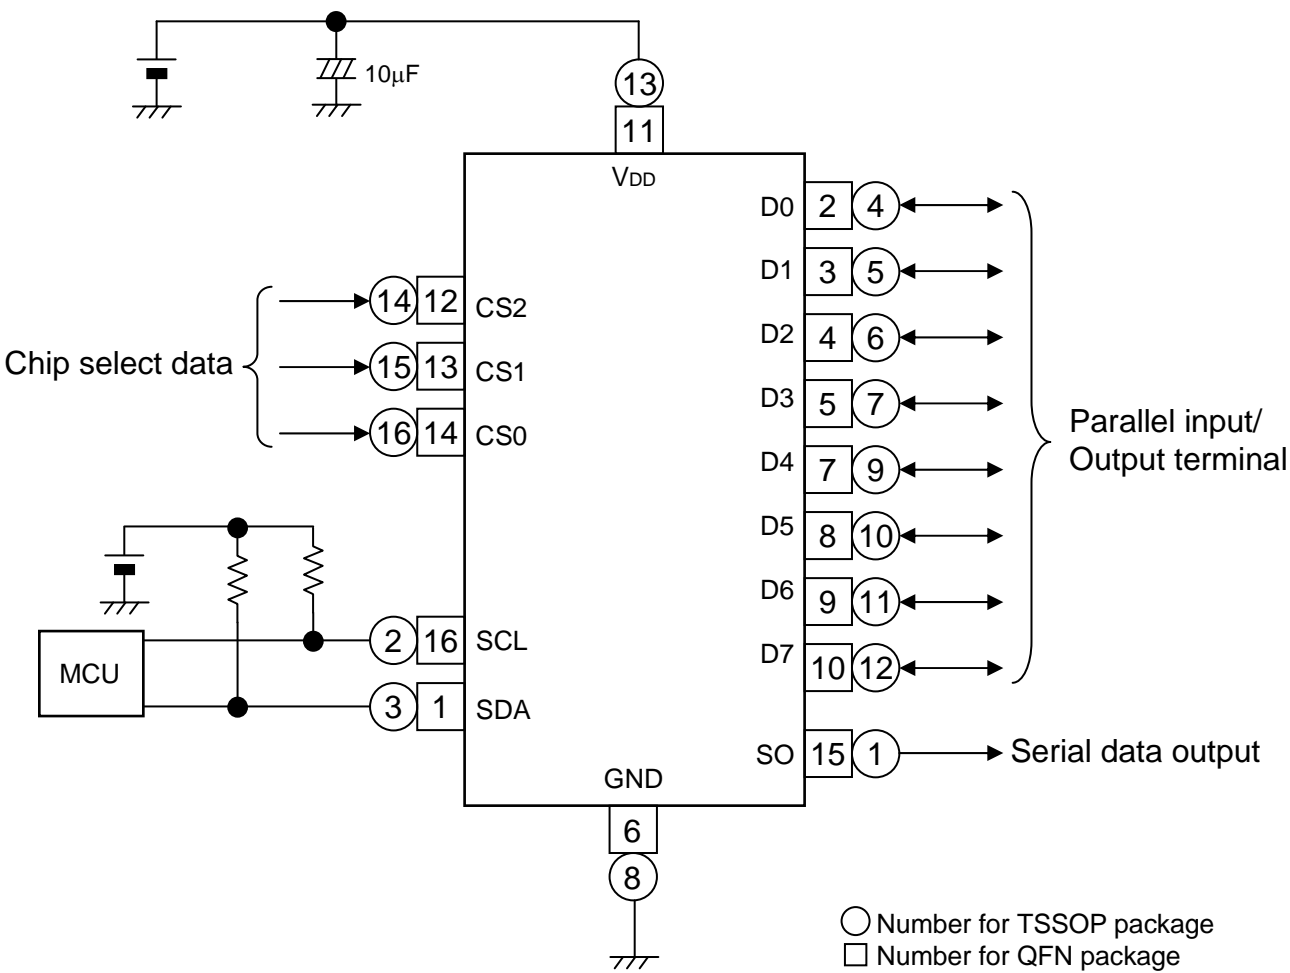 10μF
13
11
VDD
D0 2 4
D1 3 5
14 12 CS2
D2 4 6
Chip select data
15 13 CS1
D3 5 7
Parallel input/
Output terminal
16 14 CS0
D4 7 9
D5 8 10
D6 9 11
2 16 SCL
MCU
D7 10 12
3 1 SDA
SO 15 1 Serial data output
GND
6
8
Number for TSSOP package
Number for QFN package